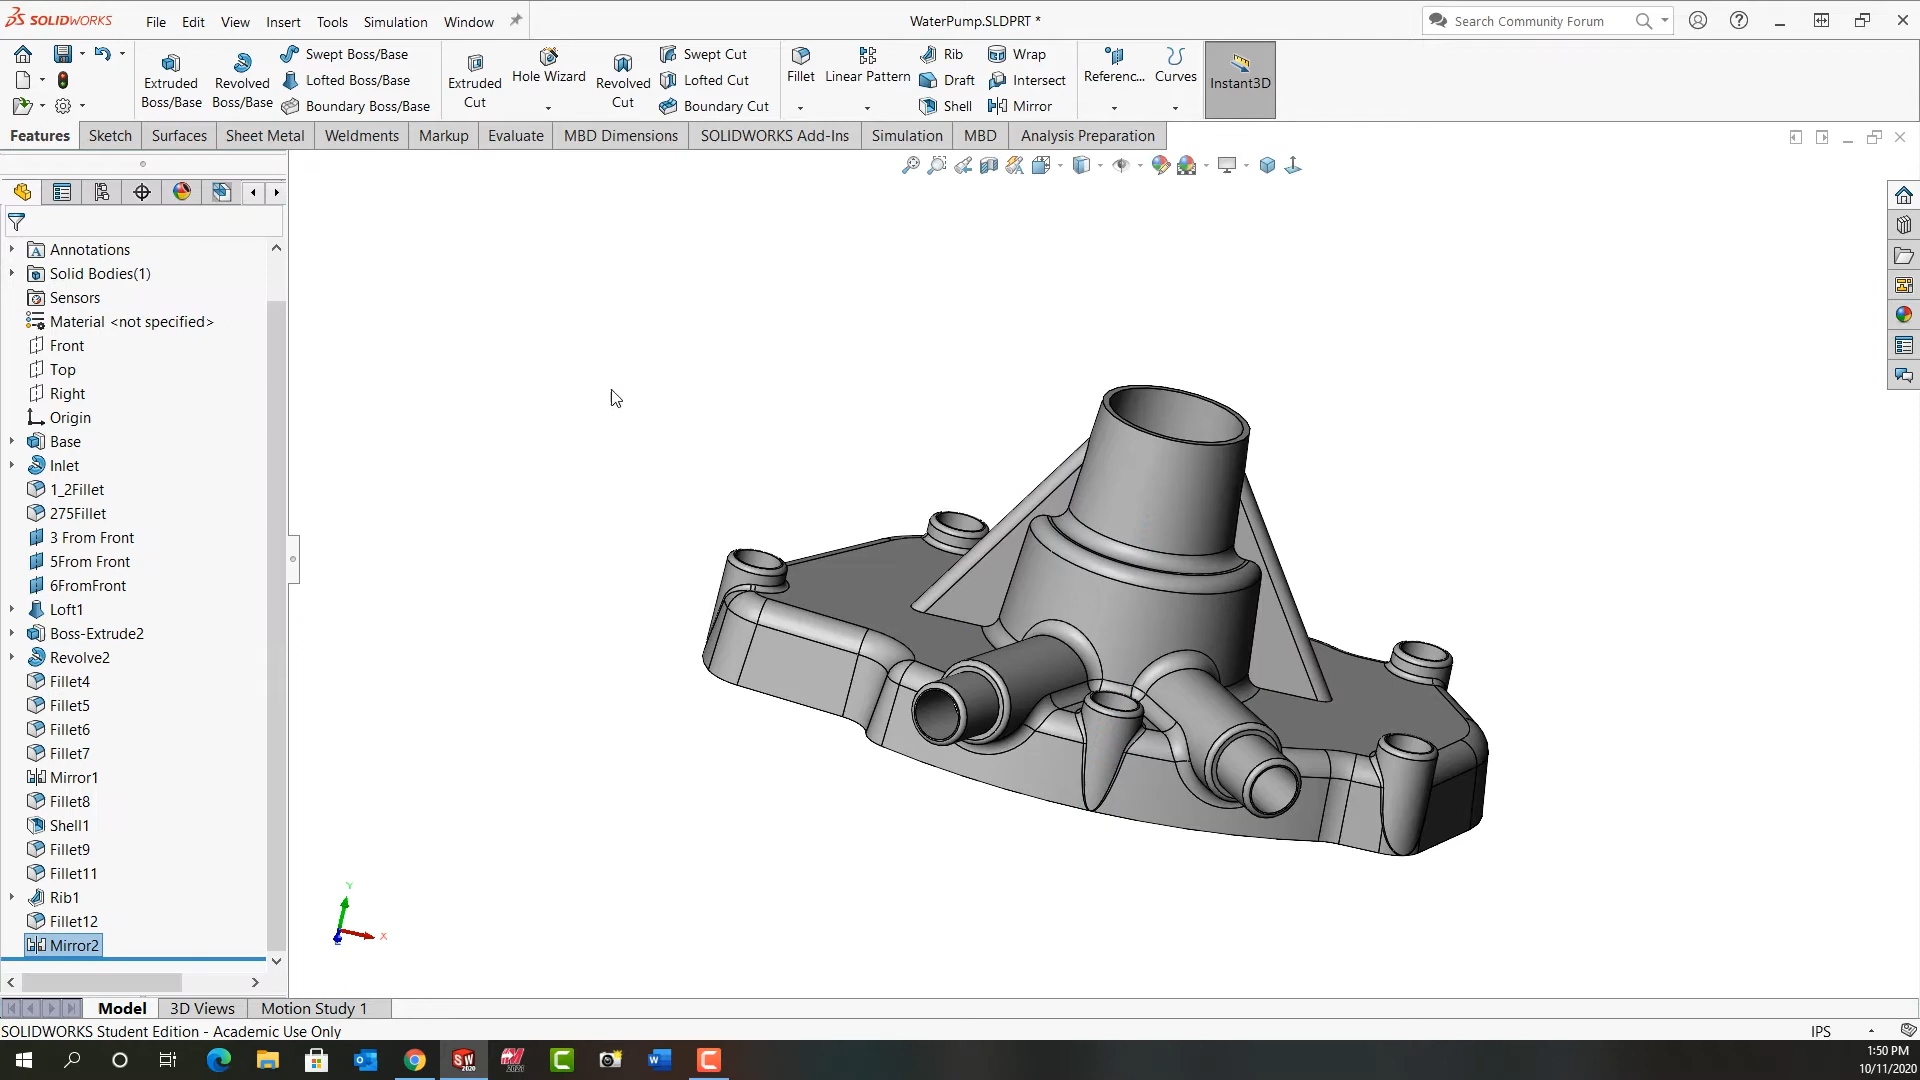 SOLIDWORKS File Edit View Insert Tools Simulation Window WaterPump.SLDPRT * Search Community Forum
Extruded Boss/Base
Revolved Boss/Base
Swept Boss/Base
Lofted Boss/Base
Boundary Boss/Base
Extruded Cut
Hole Wizard
Revolved Cut
Swept Cut
Lofted Cut
Boundary Cut
Fillet
Linear Pattern
Rib
Draft
Shell
Wrap
Intersect
Mirror
Referenc...
Curves
Instant3D
Features Sketch Surfaces Sheet Metal Weldments Markup Evaluate MBD Dimensions SOLIDWORKS Add-Ins Simulation MBD Analysis Preparation
Annotations
Solid Bodies(1)
Sensors
Material <not specified>
Front
Top
Right
Origin
Base
Inlet
1_2Fillet
275Fillet
3 From Front
5From Front
6FromFront
Loft1
Boss-Extrude2
Revolve2
Fillet4
Fillet5
Fillet6
Fillet7
Mirror1
Fillet8
Shell1
Fillet9
Fillet11
Rib1
Fillet12
Mirror2
Y
X
Model 3D Views Motion Study 1
SOLIDWORKS Student Edition - Academic Use Only IPS
1:50 PM
10/11/2020